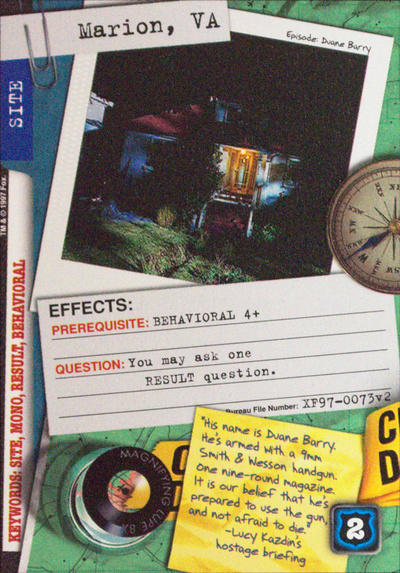 Marion, VA
Episode: Duane Barry
SITE
TM & © 1997 Fox.
KEYWORDS: SITE, MONO, RESULT, BEHAVIORAL
EFFECTS:
PREREQUISITE: BEHAVIORAL 4+
QUESTION: You may ask one
RESULT question.
Bureau File Number: XF97-0073v2
"His name is Duane Barry.
He's armed with a 9mm
Smith & Wesson handgun.
One nine-round magazine.
It is our belief that he's
prepared to use the gun,
and not afraid to die."
-Lucy Kazdin's
hostage briefing
MAGNIFYING LUPE 8X
2